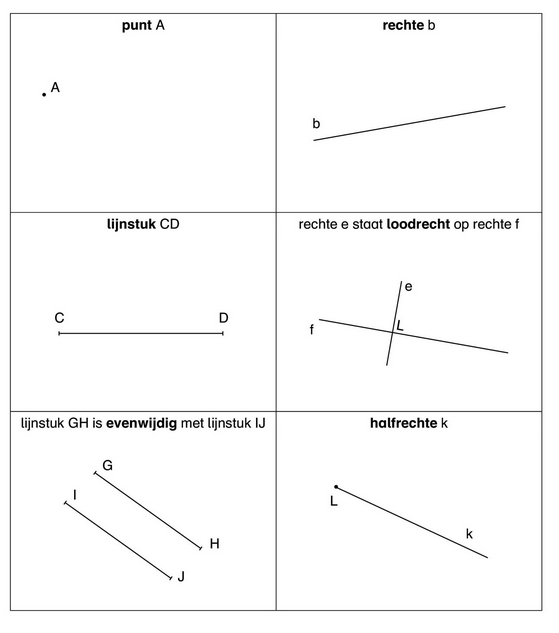 punt A
A
rechte b
b
lijnstuk CD
C D
rechte e staat loodrecht op rechte f
e
f
L
lijnstuk GH is evenwijdig met lijnstuk IJ
G
I
H
J
halfrechte k
L
k